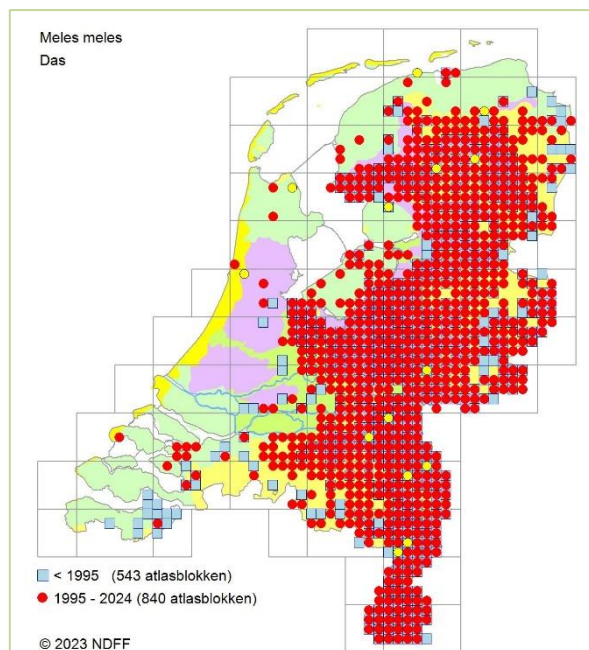 Meles meles
Das
< 1995 (543 atlasblokken)
1995 - 2024 (840 atlasblokken)
© 2023 NDFF